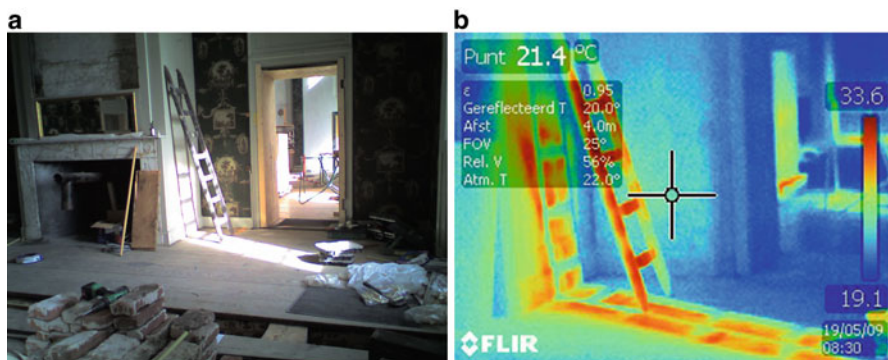 a
b
Punt 21.4 °C
ε 0.95
Gereflecteerd T 20.0°
Afst 4.0m
FOV 25°
Rel. V 56%
Atm. T 22.0°
33.6
19.1
19/05/09
08:30
FLIR